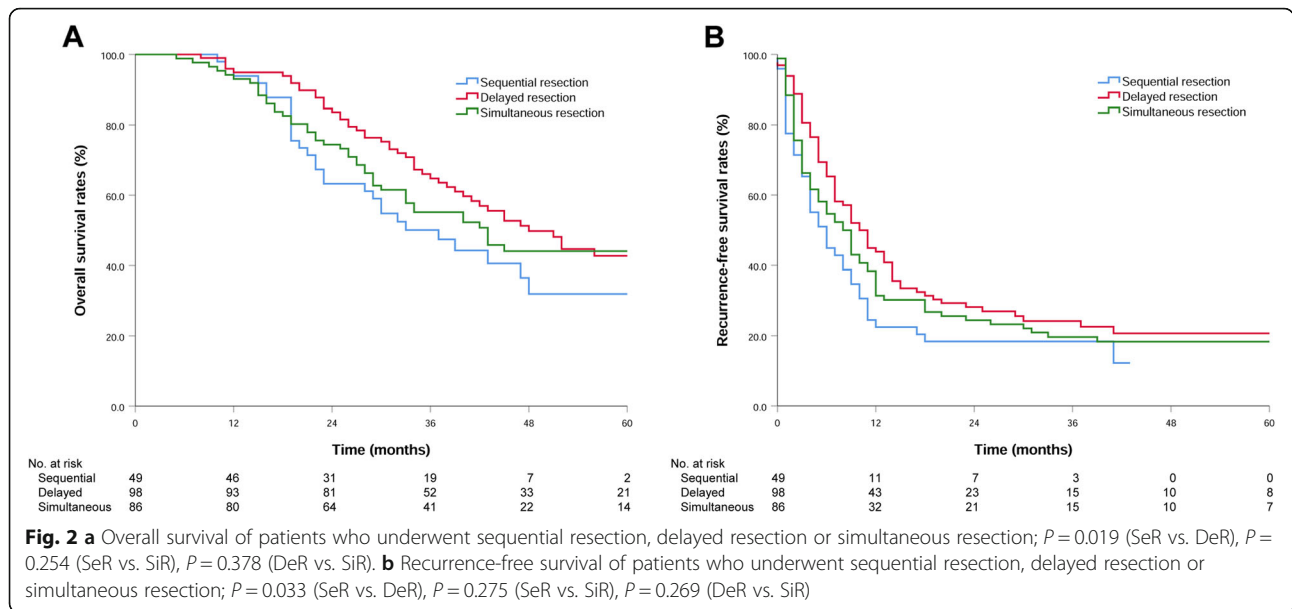 A
100.0
80.0
60.0
40.0
20.0
0.0
Overall survival rates (%)
Sequential resection
Delayed resection
Simultaneous resection
0 12 24 36 48 60
Time (months)
No. at risk
Sequential 49 46 31 19 7 2
Delayed 98 93 81 52 33 21
Simultaneous 86 80 64 41 22 14
B
100.0
80.0
60.0
40.0
20.0
0.0
Recurrence-free survival rates (%)
Sequential resection
Delayed resection
Simultaneous resection
0 12 24 36 48 60
Time (months)
No. at risk
Sequential 49 11 7 3 0 0
Delayed 98 43 23 15 10 8
Simultaneous 86 32 21 15 10 7
Fig. 2 a Overall survival of patients who underwent sequential resection, delayed resection or simultaneous resection; P = 0.019 (SeR vs. DeR), P =
0.254 (SeR vs. SiR), P = 0.378 (DeR vs. SiR). b Recurrence-free survival of patients who underwent sequential resection, delayed resection or
simultaneous resection; P = 0.033 (SeR vs. DeR), P = 0.275 (SeR vs. SiR), P = 0.269 (DeR vs. SiR)